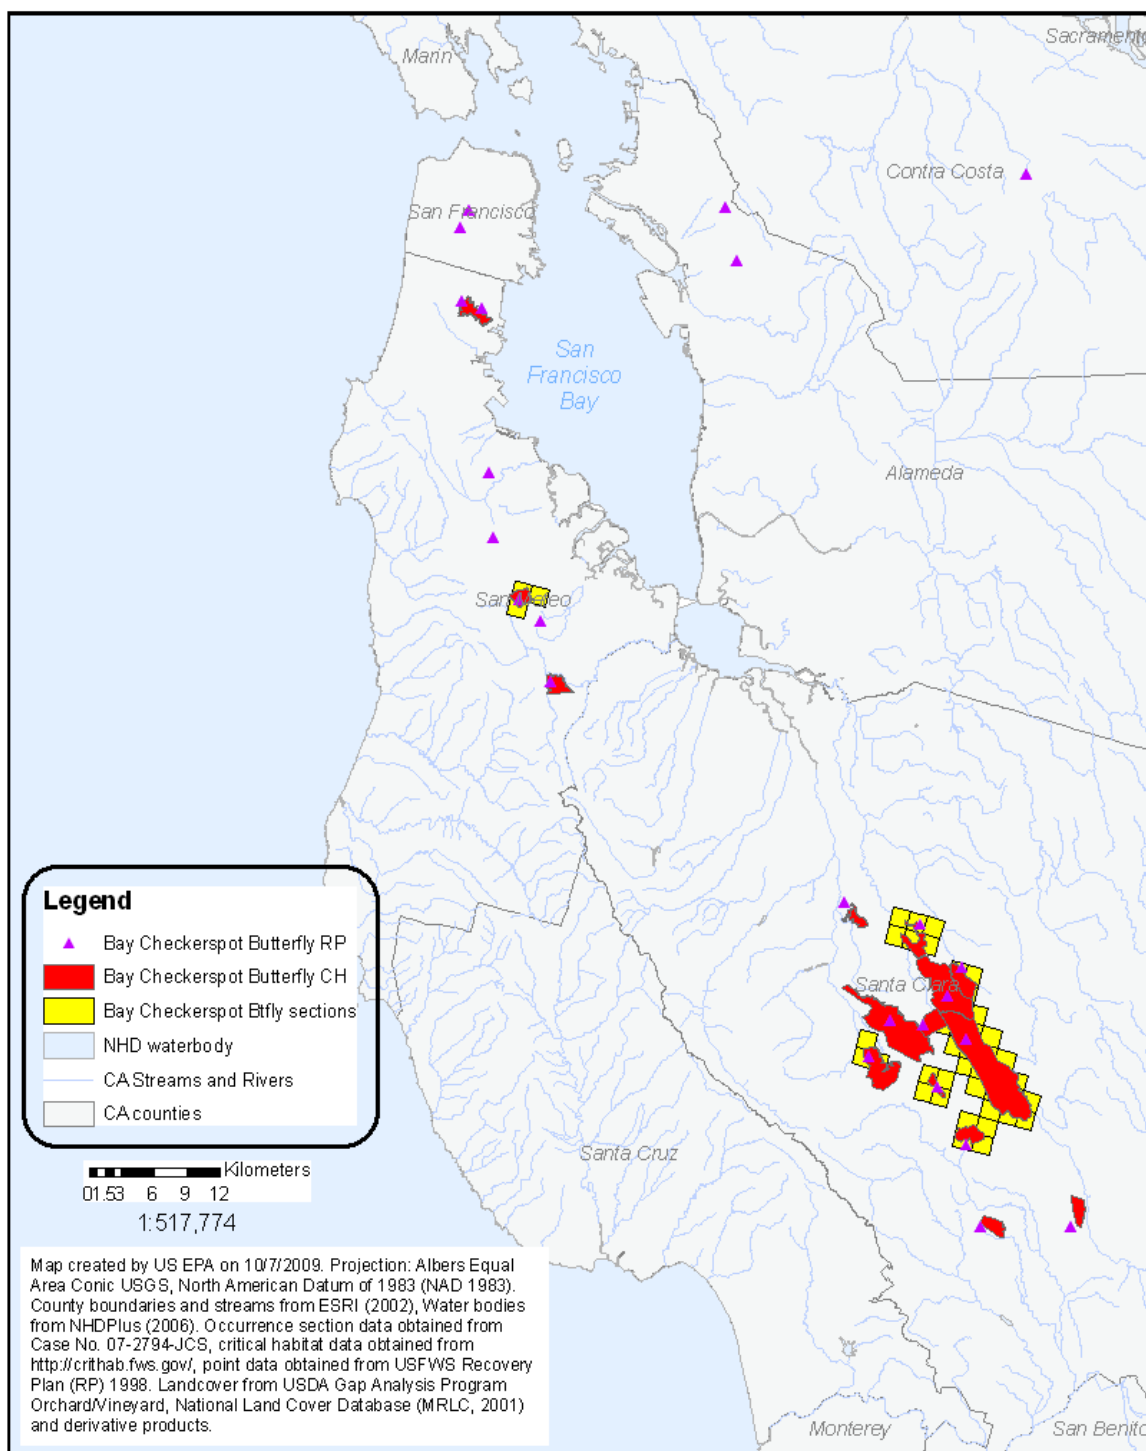 Marin
Sacramento
Contra Costa
San Francisco
San
Francisco
Bay
Alameda
San Mateo
Santa Clara
Santa Cruz
Monterey
San Benito
Legend
Bay Checkerspot Butterfly RP
Bay Checkerspot Butterfly CH
Bay Checkerspot Btfly sections
NHD waterbody
CA Streams and Rivers
CA counties
Kilometers
01.53 6 9 12
1:517,774
Map created by US EPA on 10/7/2009. Projection: Albers Equal
Area Conic USGS, North American Datum of 1983 (NAD 1983).
County boundaries and streams from ESRI (2002), Water bodies
from NHDPlus (2006). Occurrence section data obtained from
Case No. 07-2794-JCS, critical habitat data obtained from
http://crithab.fws.gov/, point data obtained from USFWS Recovery
Plan (RP) 1998. Landcover from USDA Gap Analysis Program
Orchard/Vineyard, National Land Cover Database (MRLC, 2001)
and derivative products.